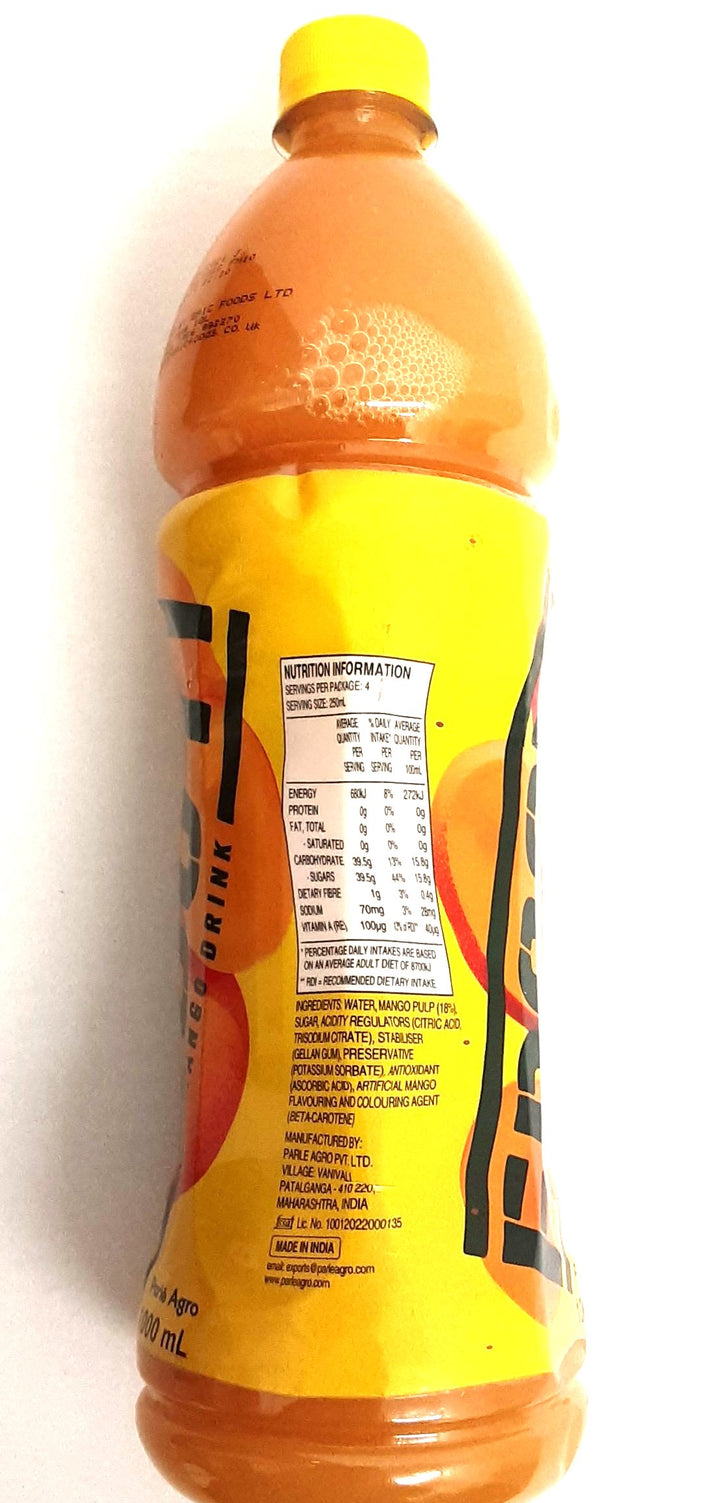 FOODS LTD
CO. UK
DRINK
NUTRITION INFORMATION
SERVINGS PER PACKAGE: 4
SERVING SIZE: 250mL
AVERAGE % DAILY AVERAGE
QUANTITY INTAKE* QUANTITY
PER PER PER
SERVING SERVING 100mL
ENERGY 680kJ 8% 272kJ
PROTEIN 0g 0% 0g
FAT, TOTAL 0g 0% 0g
- SATURATED 0g 0% 0g
CARBOHYDRATE 39.5g 13% 15.8g
- SUGARS 39.5g 44% 15.8g
DIETARY FIBRE 1g 3% 0.4g
SODIUM 70mg 3% 28mg
VITAMIN A (RE) 100µg 40µg
* PERCENTAGE DAILY INTAKES ARE BASED
ON AN AVERAGE ADULT DIET OF 8700kJ
** RDI = RECOMMENDED DIETARY INTAKE
INGREDIENTS: WATER, MANGO PULP (18%),
SUGAR, ACIDITY REGULATORS (CITRIC ACID,
TRISODIUM CITRATE), STABILISER
(GELLAN GUM), PRESERVATIVE
(POTASSIUM SORBATE), ANTIOXIDANT
(ASCORBIC ACID), ARTIFICIAL MANGO
FLAVOURING AND COLOURING AGENT
(BETA-CAROTENE)
MANUFACTURED BY:
PARLE AGRO PVT. LTD.
VILLAGE: VANIVALI,
PATALGANGA - 410 220,
MAHARASHTRA, INDIA
fssai Lic. No. 10012022000135
MADE IN INDIA
email: exports@parleagro.com
www.parleagro.com
Parle Agro
000 mL